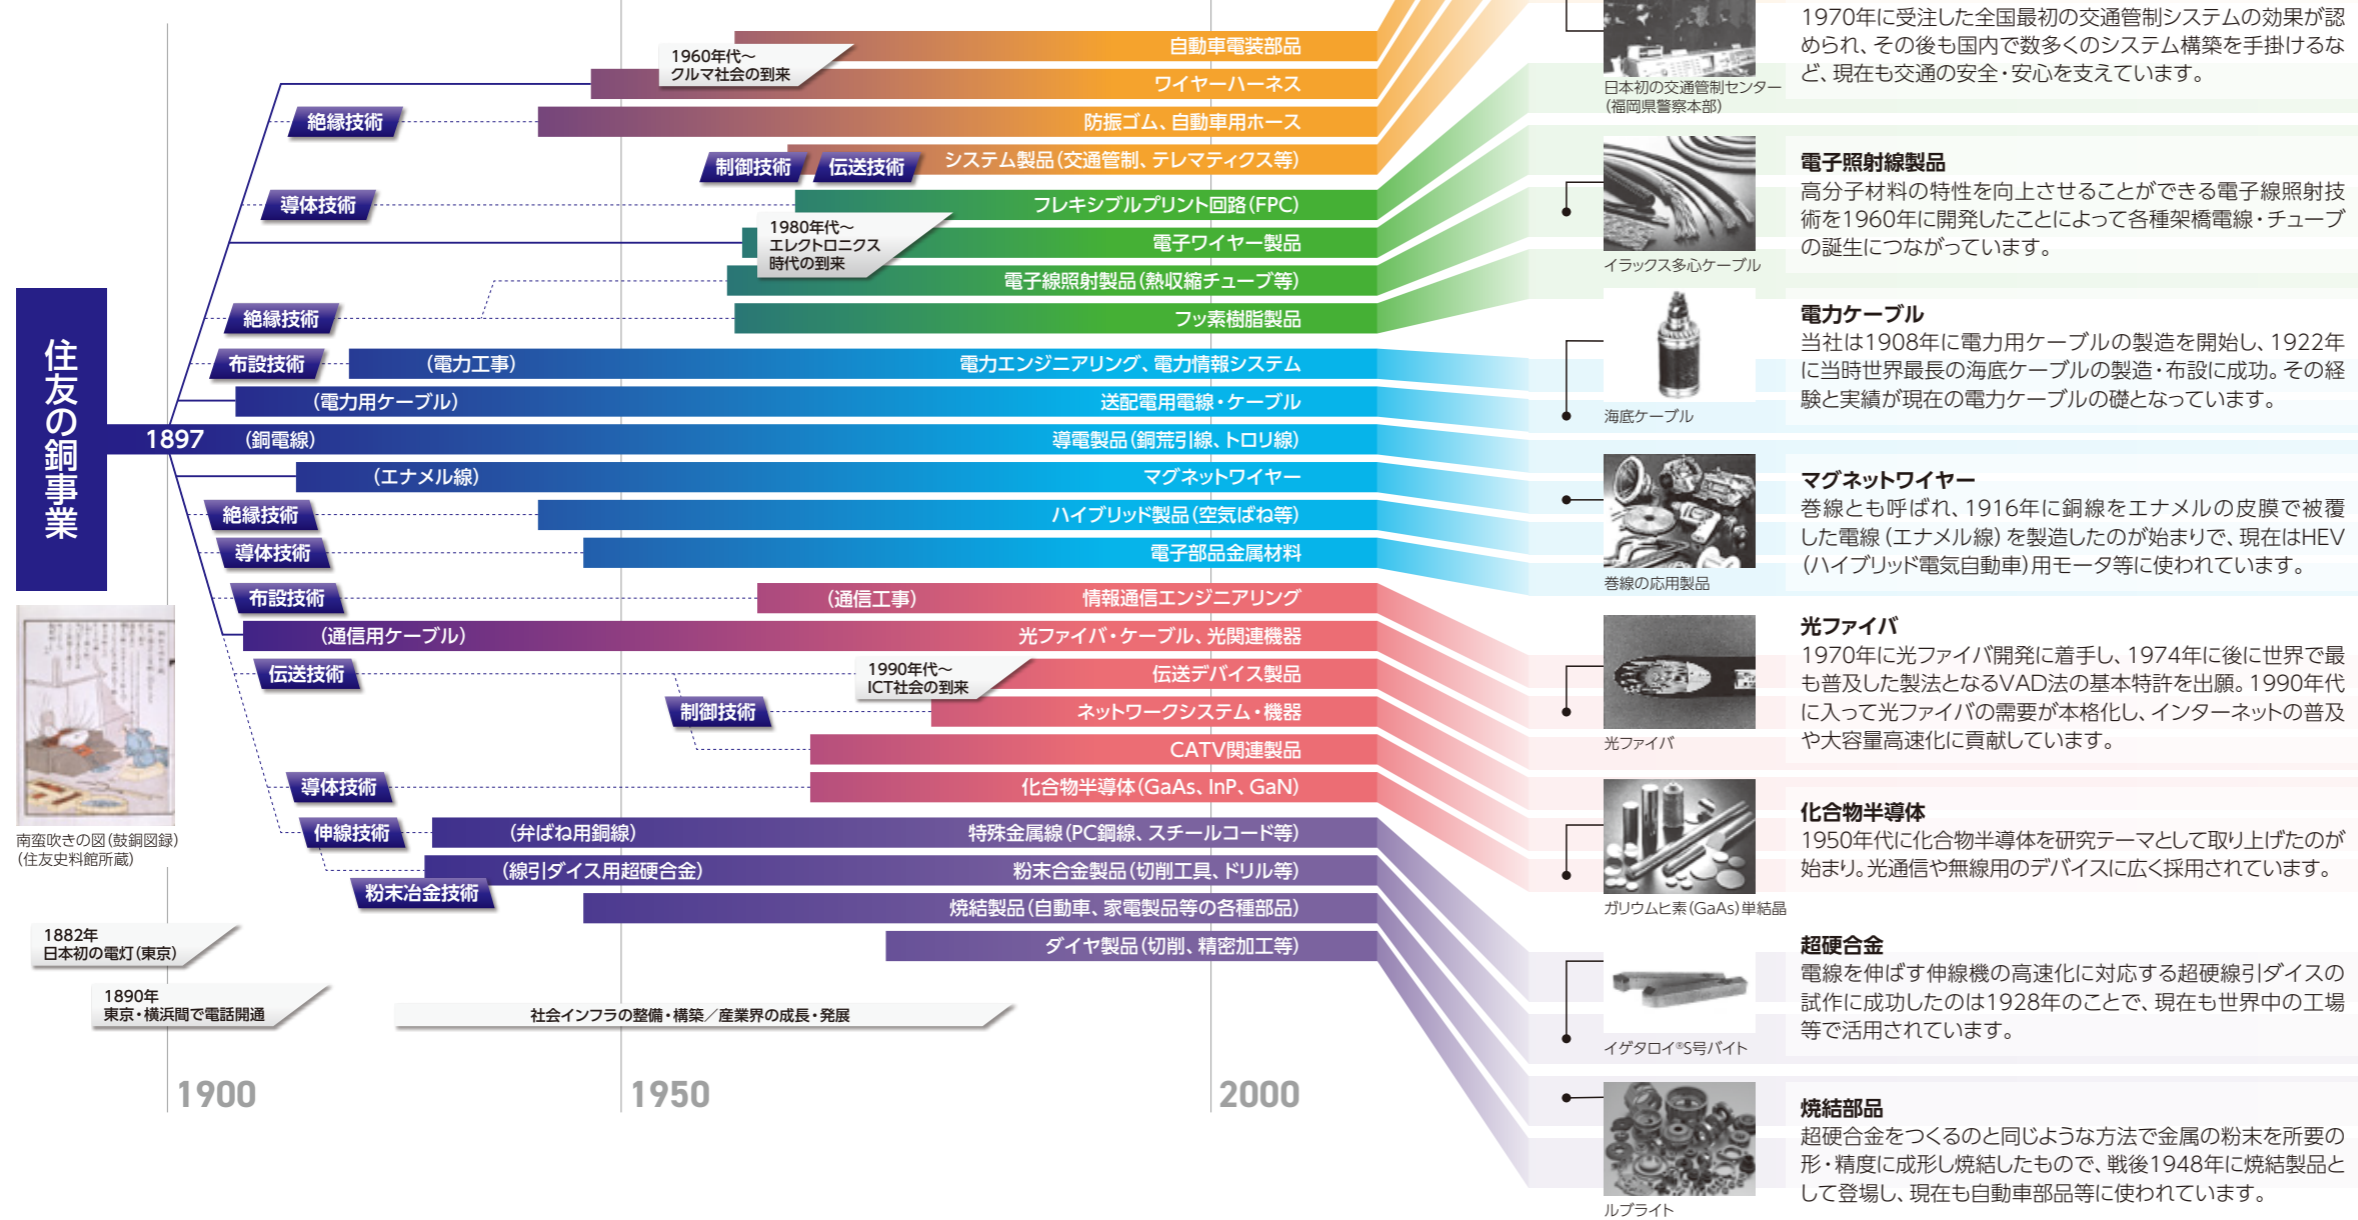 自動車電装部品
1960年代～
クルマ社会の到来
ワイヤーハーネス
絶縁技術
防振ゴム、自動車用ホース
制御技術
伝送技術
システム製品（交通管制、テレマティクス等）
導体技術
フレキシブルプリント回路（FPC）
1980年代～
エレクトロニクス
時代の到来
電子ワイヤー製品
電子線照射製品（熱収縮チューブ等）
絶縁技術
フッ素樹脂製品
布設技術
（電力工事）
電力エンジニアリング、電力情報システム
（電力用ケーブル）
送配電用電線・ケーブル
住友の銅事業
1897
（銅電線）
導電製品（銅荒引線、トロリ線）
（エナメル線）
マグネットワイヤー
絶縁技術
ハイブリッド製品（空気ばね等）
導体技術
電子部品金属材料
布設技術
（通信工事）
情報通信エンジニアリング
（通信用ケーブル）
光ファイバ・ケーブル、光関連機器
伝送技術
1990年代～
ICT社会の到来
伝送デバイス製品
制御技術
ネットワークシステム・機器
CATV関連製品
導体技術
化合物半導体（GaAs、InP、GaN）
伸線技術
（弁ばね用鋼線）
特殊金属線（PC鋼線、スチールコード等）
（線引ダイス用超硬合金）
粉末合金製品（切削工具、ドリル等）
粉末冶金技術
焼結製品（自動車、家電製品等の各種部品）
ダイヤ製品（切削、精密加工等）
南蛮吹きの図（鼓銅図録）
（住友史料館所蔵）
1882年
日本初の電灯（東京）
1890年
東京・横浜間で電話開通
社会インフラの整備・構築／産業界の成長・発展
1900
1950
2000
日本初の交通管制センター
（福岡県警察本部）
1970年に受注した全国最初の交通管制システムの効果が認
められ、その後も国内で数多くのシステム構築を手掛けるな
ど、現在も交通の安全・安心を支えています。
イラックス多心ケーブル
電子照射線製品
高分子材料の特性を向上させることができる電子線照射技
術を1960年に開発したことによって各種架橋電線・チューブ
の誕生につながっています。
海底ケーブル
電力ケーブル
当社は1908年に電力用ケーブルの製造を開始し、1922年
に当時世界最長の海底ケーブルの製造・布設に成功。その経
験と実績が現在の電力ケーブルの礎となっています。
巻線の応用製品
マグネットワイヤー
巻線とも呼ばれ、1916年に銅線をエナメルの皮膜で被覆
した電線（エナメル線）を製造したのが始まりで、現在はHEV
（ハイブリッド電気自動車）用モータ等に使われています。
光ファイバ
光ファイバ
1970年に光ファイバ開発に着手し、1974年に後に世界で最
も普及した製法となるVAD法の基本特許を出願。1990年代
に入って光ファイバの需要が本格化し、インターネットの普及
や大容量高速化に貢献しています。
ガリウムヒ素（GaAs）単結晶
化合物半導体
1950年代に化合物半導体を研究テーマとして取り上げたのが
始まり。光通信や無線用のデバイスに広く採用されています。
イゲタロイ®S号バイト
超硬合金
電線を伸ばす伸線機の高速化に対応する超硬線引ダイスの
試作に成功したのは1928年のことで、現在も世界中の工場
等で活用されています。
ルブライト
焼結部品
超硬合金をつくるのと同じような方法で金属の粉末を所要の
形・精度に成形し焼結したもので、戦後1948年に焼結製品と
して登場し、現在も自動車部品等に使われています。